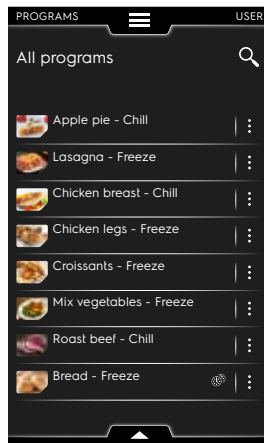 PROGRAMS USER
All programs
Apple pie - Chill
Lasagna - Freeze
Chicken breast - Chill
Chicken legs - Freeze
Croissants - Freeze
Mix vegetables - Freeze
Roast beef - Chill
Bread - Freeze